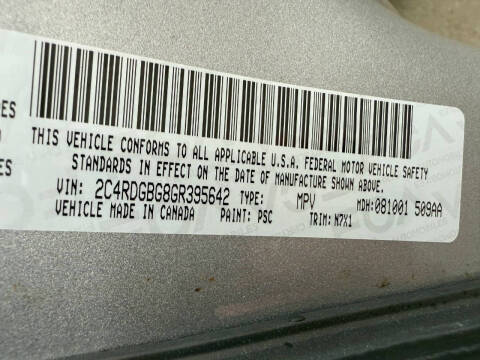 DES
THIS VEHICLE CONFORMS TO ALL APPLICABLE U.S.A. FEDERAL MOTOR VEHICLE SAFETY
STANDARDS IN EFFECT ON THE DATE OF MANUFACTURE SHOWN ABOVE.
VIN: 2C4RDGBG8GR395642 TYPE: MPV MDH:081001 509AA
VEHICLE MADE IN CANADA PAINT: PSC TRIM: N7X1